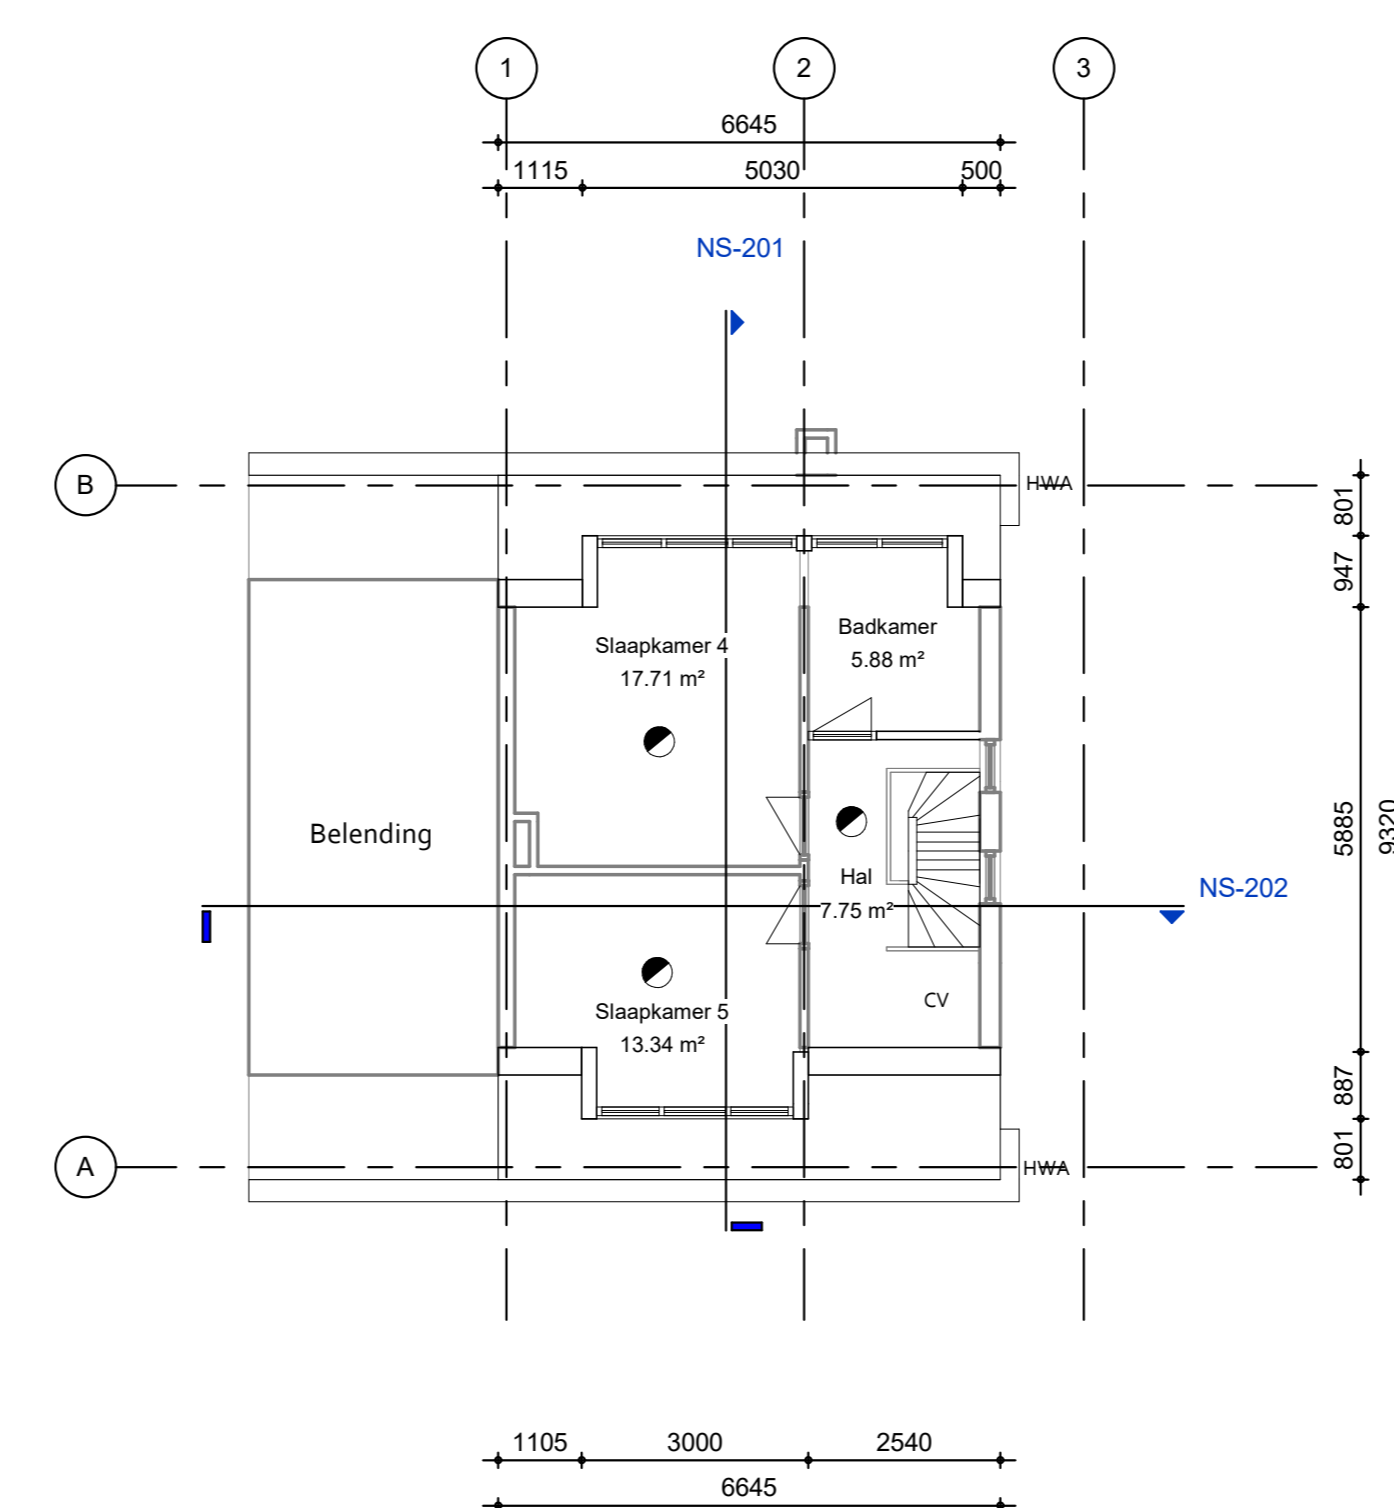 1
2
3
6645
1115
5030
500
NS-201
B
HWA
801
947
Slaapkamer 4
17.71 m²
Badkamer
5.88 m²
Belending
5885
9320
Hal
7.75 m²
NS-202
CV
Slaapkamer 5
13.34 m²
887
801
A
HWA
1105
3000
2540
6645